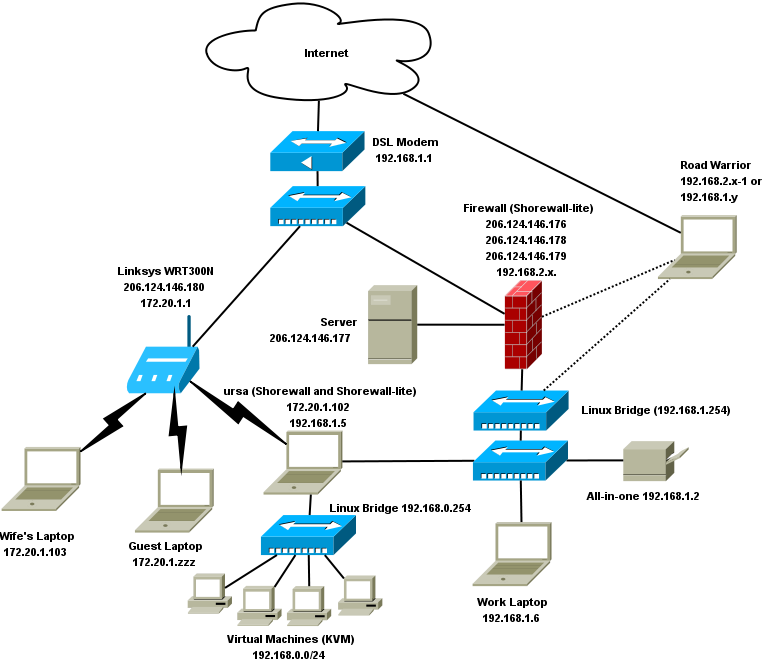 Internet
DSL Modem
192.168.1.1
Road Warrior
192.168.2.x-1 or
192.168.1.y
Firewall (Shorewall-lite)
206.124.146.176
206.124.146.178
206.124.146.179
192.168.2.x.
Linksys WRT300N
206.124.146.180
172.20.1.1
Server
206.124.146.177
ursa (Shorewall and Shorewall-lite)
172.20.1.102
192.168.1.5
Linux Bridge (192.168.1.254)
All-in-one 192.168.1.2
Linux Bridge 192.168.0.254
Wife's Laptop
172.20.1.103
Guest Laptop
172.20.1.zzz
Work Laptop
192.168.1.6
Virtual Machines (KVM)
192.168.0.0/24